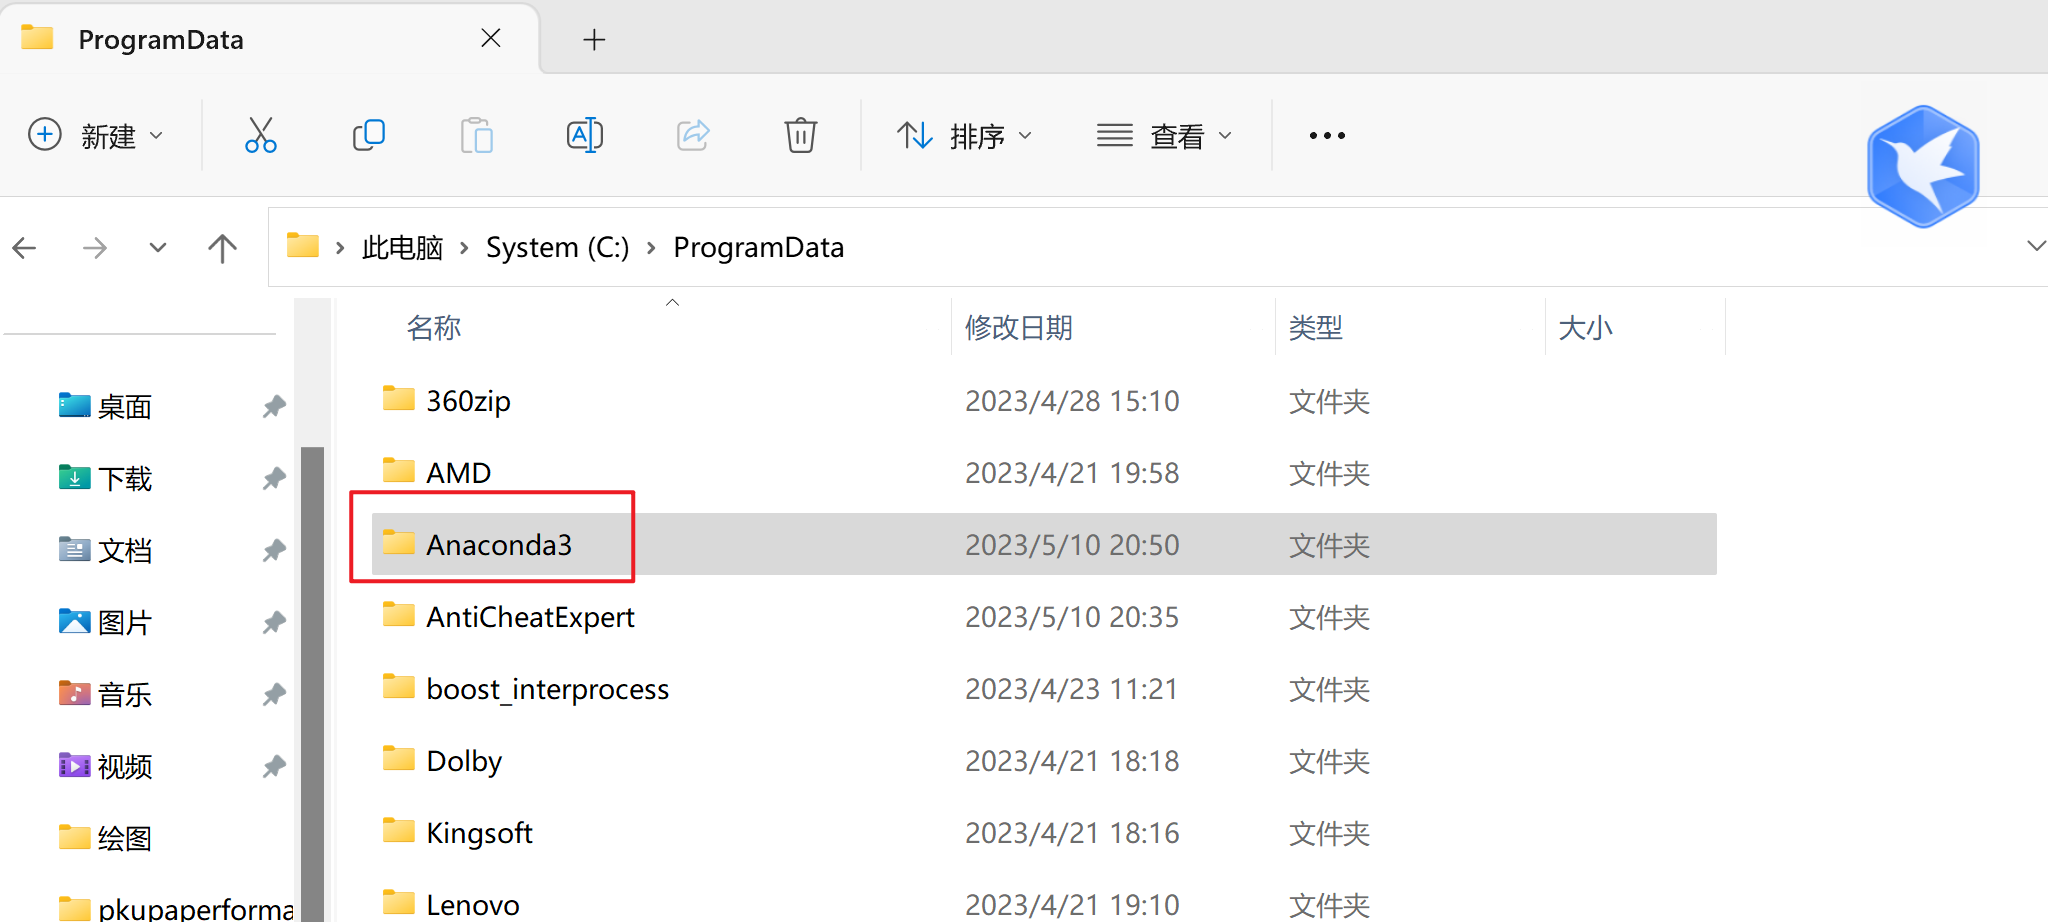 ProgramData
新建
排序
查看
此电脑 > System (C:) > ProgramData
名称 修改日期 类型 大小
桌面
下载
文档
图片
音乐
视频
绘图
pkupaperforma
360zip 2023/4/28 15:10 文件夹
AMD 2023/4/21 19:58 文件夹
Anaconda3 2023/5/10 20:50 文件夹
AntiCheatExpert 2023/5/10 20:35 文件夹
boost_interprocess 2023/4/23 11:21 文件夹
Dolby 2023/4/21 18:18 文件夹
Kingsoft 2023/4/21 18:16 文件夹
Lenovo 2023/4/21 19:10 文件夹